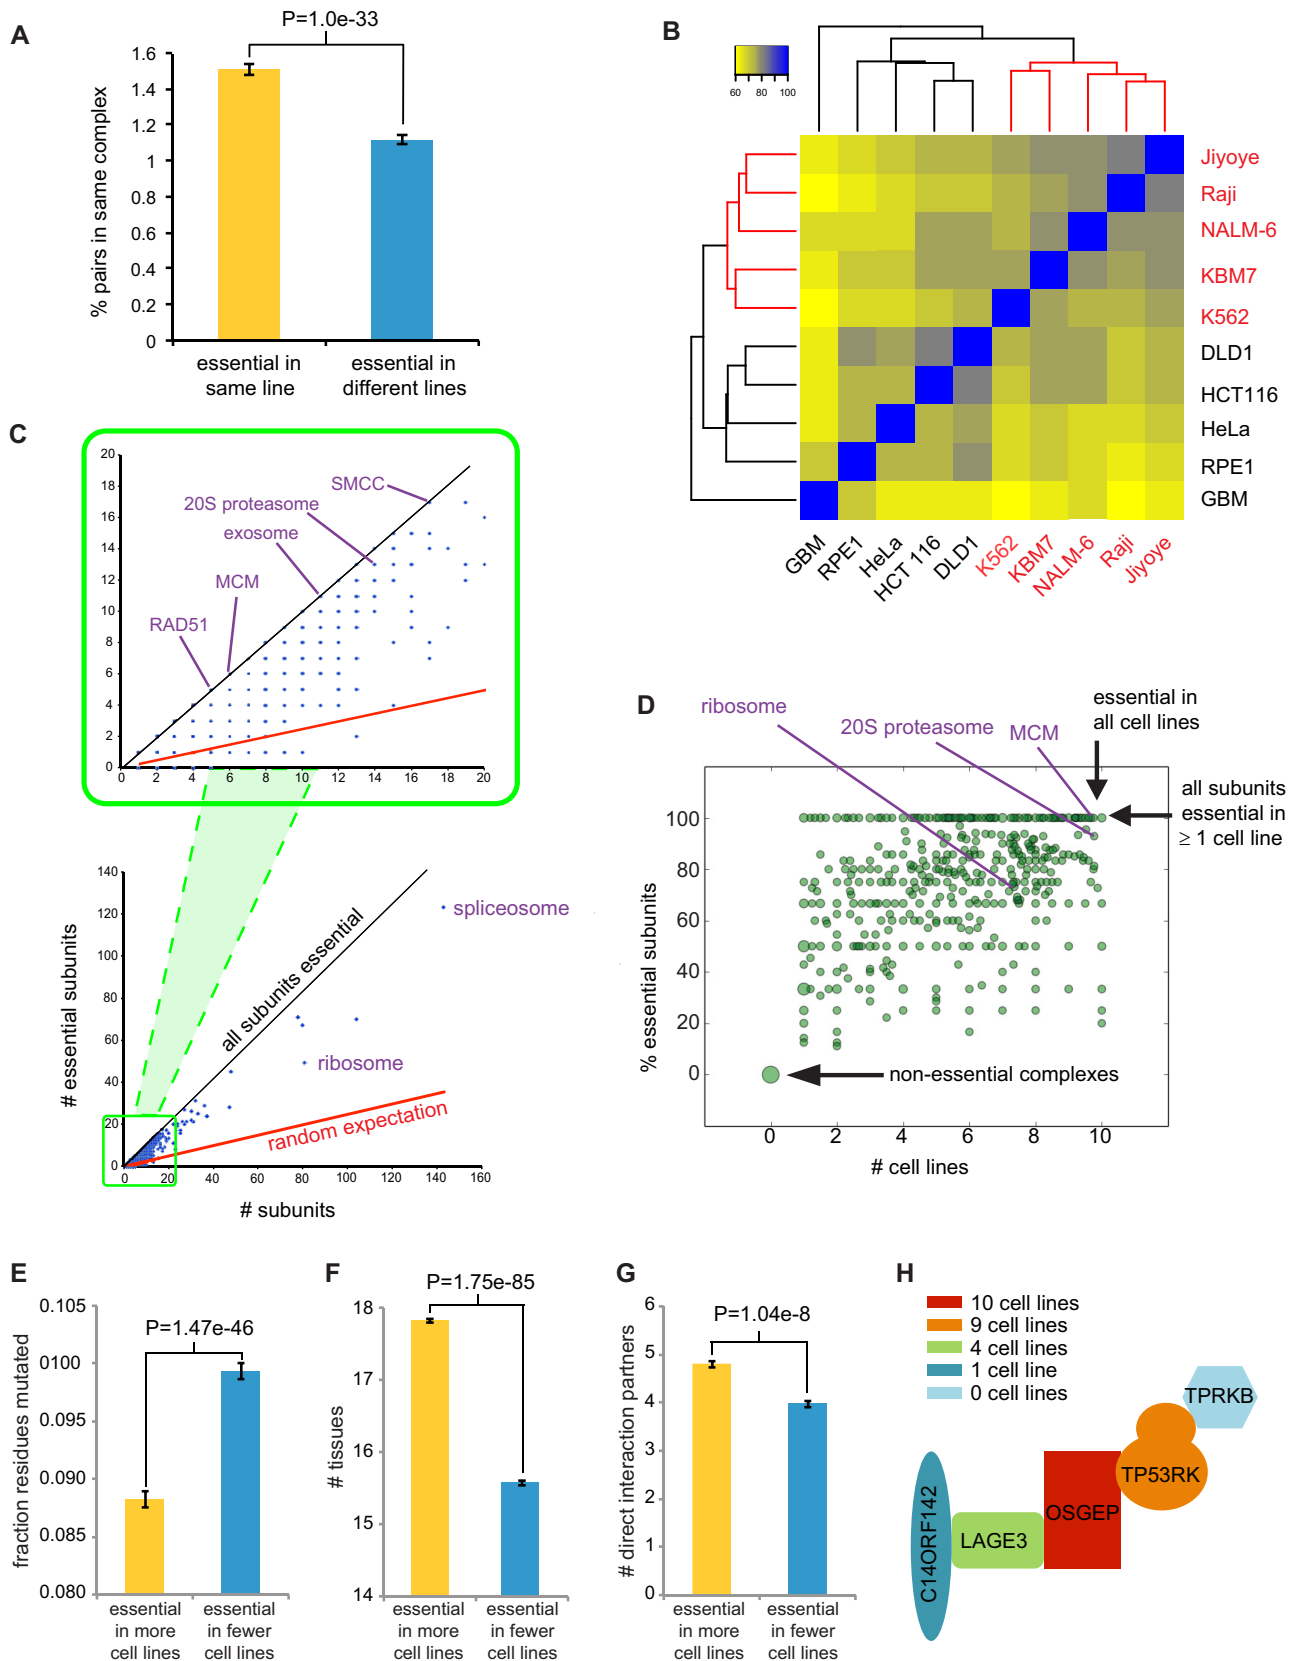 A
P=1.0e-33
% pairs in same complex
1.6
1.4
1.2
1
0.8
0.6
0.4
0.2
0
essential in
same line
essential in
different lines
B
60 80 100
Jiyoye
Raji
NALM-6
KBM7
K562
DLD1
HCT116
HeLa
RPE1
GBM
GBM
RPE1
HeLa
HCT 116
DLD1
K562
KBM7
NALM-6
Raji
Jiyoye
C
20
18
16
14
12
10
8
6
4
2
0
0 2 4 6 8 10 12 14 16 18 20
SMCC
20S proteasome
exosome
MCM
RAD51
# essential subunits
140
120
100
80
60
40
20
0
0 20 40 60 80 100 120 140 160
# subunits
all subunits essential
spliceosome
ribosome
random expectation
D
ribosome
20S proteasome
MCM
essential in
all cell lines
all subunits
essential in
≥ 1 cell line
% essential subunits
100
80
60
40
20
0
non-essential complexes
0 2 4 6 8 10
# cell lines
E
P=1.47e-46
fraction residues mutated
0.105
0.100
0.095
0.090
0.085
0.080
essential
in more
cell lines
essential
in fewer
cell lines
F
P=1.75e-85
# tissues
18
17
16
15
14
essential
in more
cell lines
essential
in fewer
cell lines
G
P=1.04e-8
# direct interaction partners
6
5
4
3
2
1
0
essential
in more
cell lines
essential
in fewer
cell lines
H
10 cell lines
9 cell lines
4 cell lines
1 cell line
0 cell lines
TPRKB
TP53RK
OSGEP
LAGE3
C14ORF142